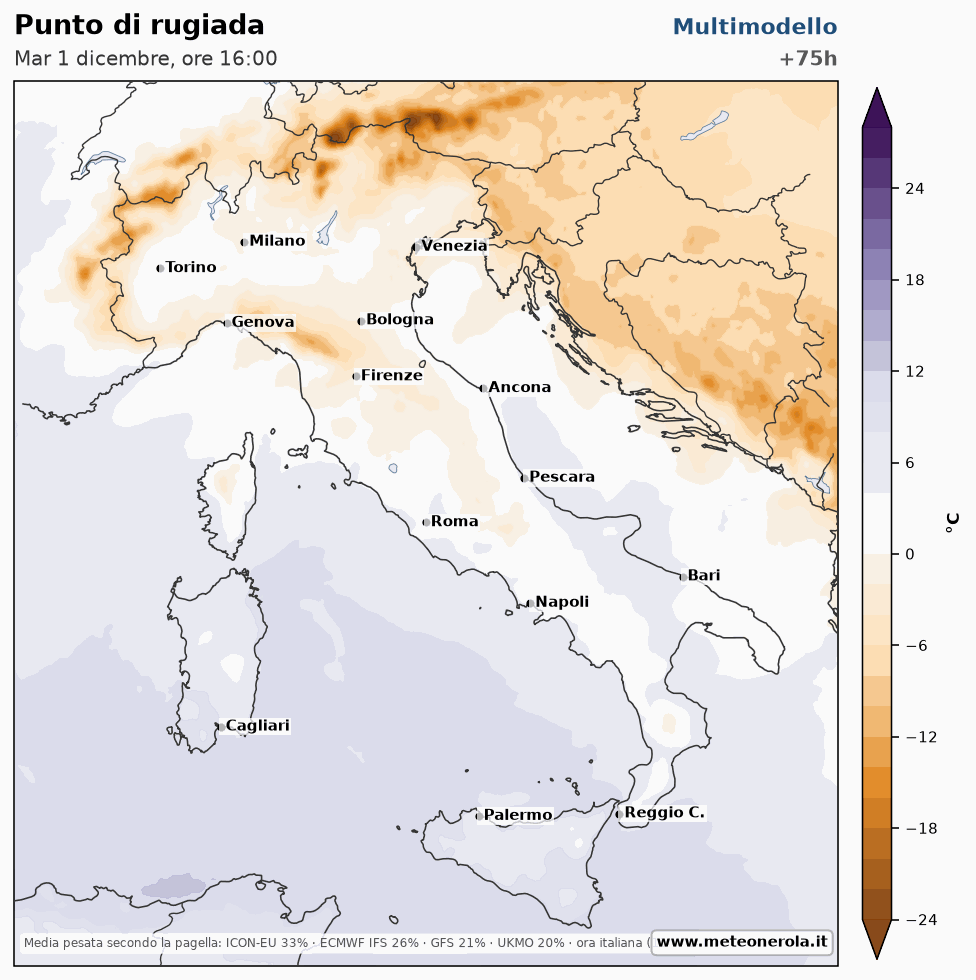 Punto di rugiada
Multimodello
Mar 1 dicembre, ore 16:00
+75h
Milano
Venezia
Torino
Genova
Bologna
Firenze
Ancona
Pescara
Roma
Bari
Napoli
Cagliari
Palermo
Reggio C.
24
18
12
6
0
−6
−12
−18
−24
°C
Media pesata secondo la pagella: ICON-EU 33% · ECMWF IFS 26% · GFS 21% · UKMO 20% · ora italiana (
www.meteonerola.it